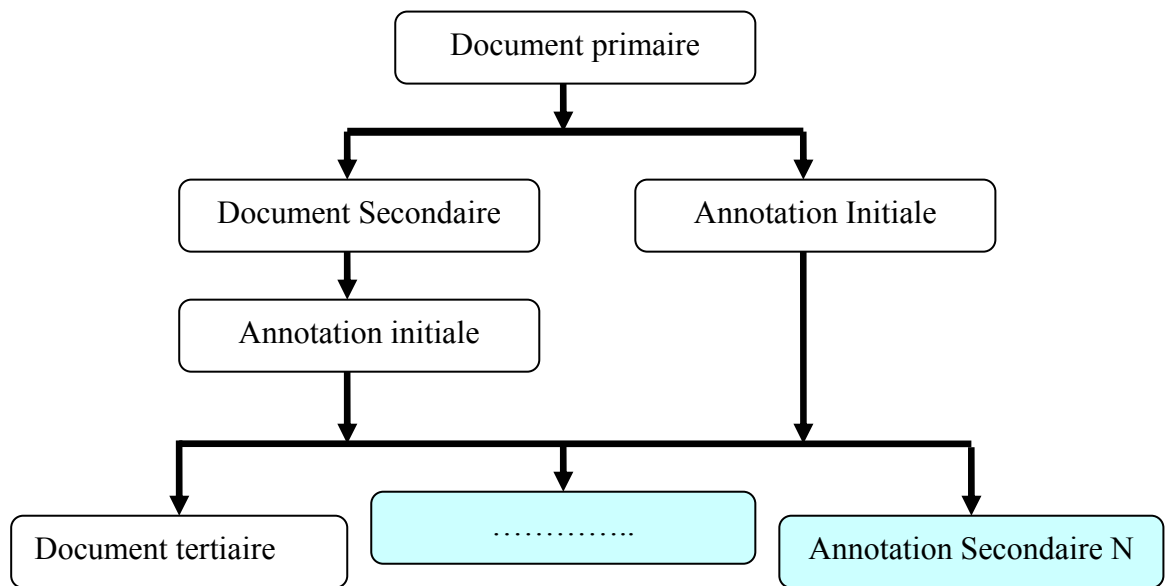 Document primaire
Document Secondaire
Annotation Initiale
Annotation initiale
…………..
Document tertiaire
Annotation Secondaire N